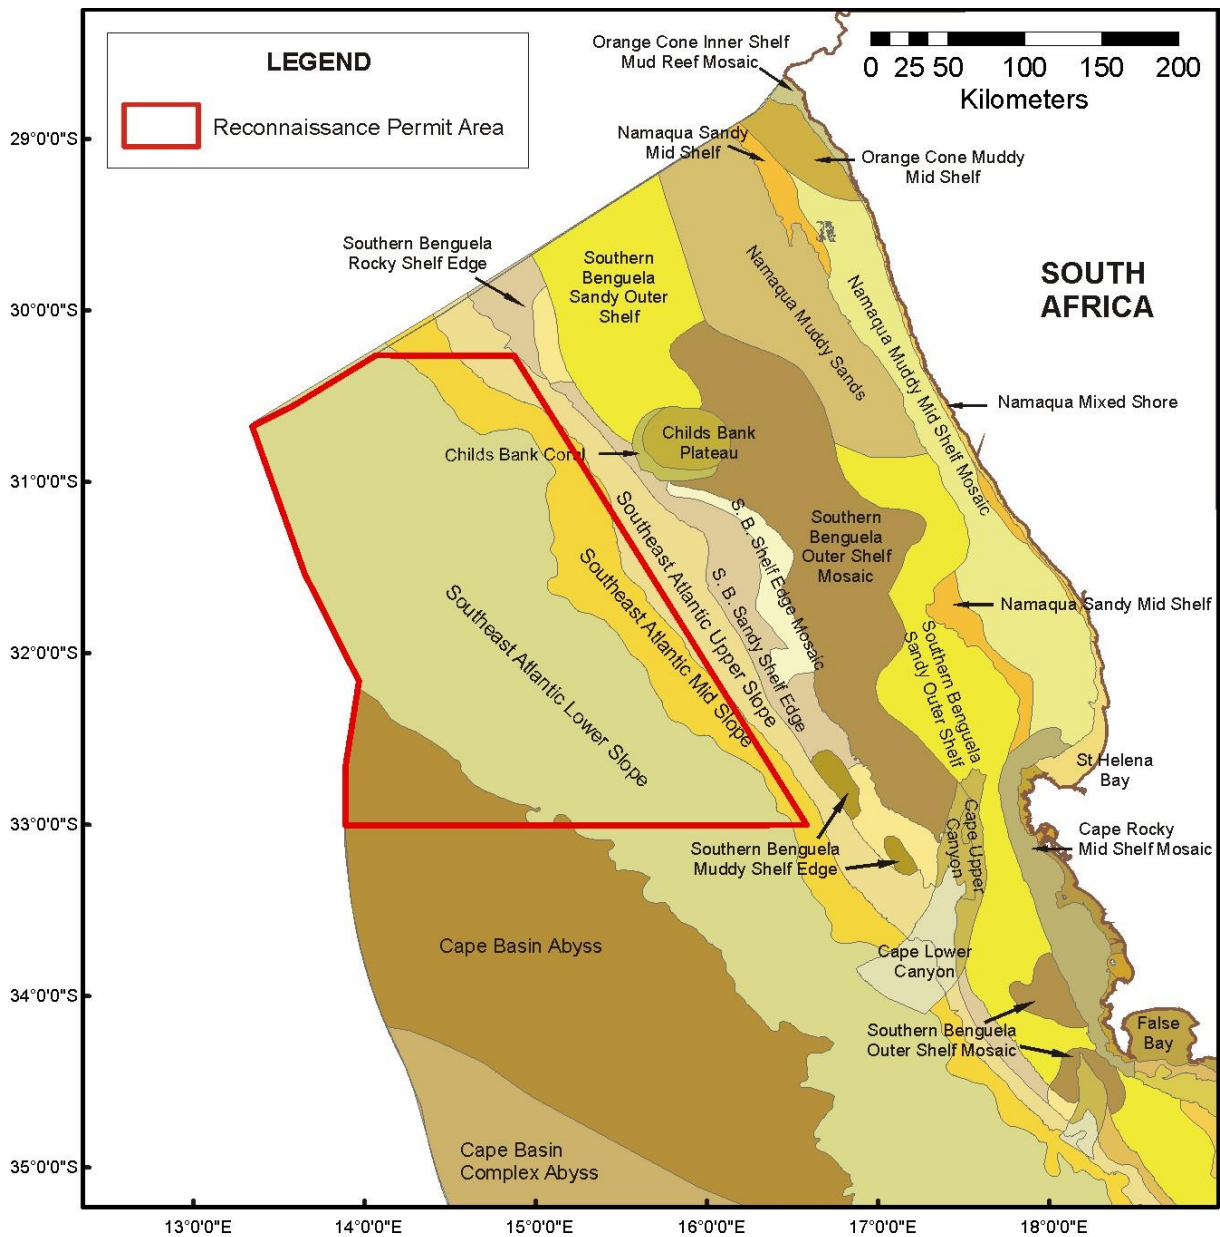 LEGEND
Reconnaissance Permit Area
Orange Cone Inner Shelf
Mud Reef Mosaic
0 25 50 100 150 200
Kilometers
29°0'0"S
Namaqua Sandy
Mid Shelf
Orange Cone Muddy
Mid Shelf
Southern Benguela
Rocky Shelf Edge
Southern
Benguela
Sandy Outer
Shelf
Namaqua Muddy Sands
Namaqua Muddy Mid Shelf Mosaic
SOUTH
AFRICA
30°0'0"S
Namaqua Mixed Shore
Childs Bank Coral
Childs Bank
Plateau
31°0'0"S
Southeast Atlantic Upper Slope
S. B. Shelf Edge Mosaic
Southern
Benguela
Outer Shelf
Mosaic
Southeast Atlantic Mid Slope
S. B. Sandy Shelf Edge
Namaqua Sandy Mid Shelf
Southeast Atlantic Lower Slope
Southern Benguela
Sandy Outer Shelf
32°0'0"S
St Helena
Bay
33°0'0"S
Southern Benguela
Muddy Shelf Edge
Cape Upper
Canyon
Cape Rocky
Mid Shelf Mosaic
Cape Basin Abyss
Cape Lower
Canyon
34°0'0"S
Southern Benguela
Outer Shelf Mosaic
False
Bay
Cape Basin
Complex Abyss
35°0'0"S
13°0'0"E
14°0'0"E
15°0'0"E
16°0'0"E
17°0'0"E
18°0'0"E